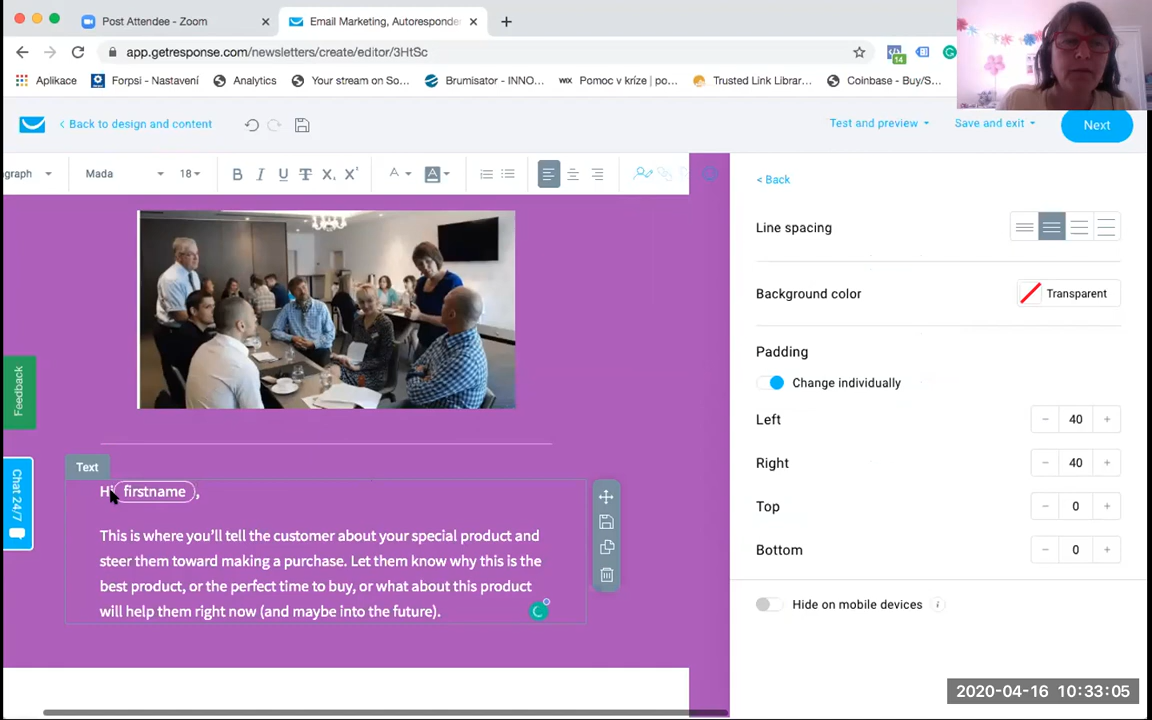 Post Attendee - Zoom
Email Marketing, Autoresponder
app.getresponse.com/newsletters/create/editor/3HtSc
14
Aplikace
Forpsi - Nastavení
Analytics
Your stream on So...
Brumisator - INNO...
WIX
Pomoc v kríze | po...
Trusted Link Librar...
Coinbase - Buy/S...
< Back to design and content
Test and preview
Save and exit
Next
graph
Mada
18
B I U T X, X²
A
A
< Back
Line spacing
Background color
Transparent
Padding
Change individually
Left
40
Right
40
Top
0
Bottom
0
Hide on mobile devices
i
Feedback
Chat 24/7
Text
Hi firstname,
This is where you'll tell the customer about your special product and
steer them toward making a purchase. Let them know why this is the
best product, or the perfect time to buy, or what about this product
will help them right now (and maybe into the future).
2020-04-16 10:33:05